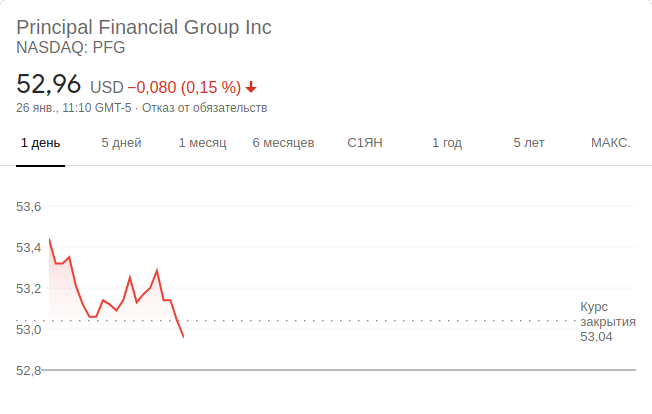 Principal Financial Group Inc
NASDAQ: PFG
52,96 USD −0,080 (0,15 %)
26 янв., 11:10 GMT-5 · Отказ от обязательств
1 день 5 дней 1 месяц 6 месяцев С1ЯН 1 год 5 лет МАКС.
53,6
53,4
53,2
53,0
52,8
Курс
закрытия
53,04